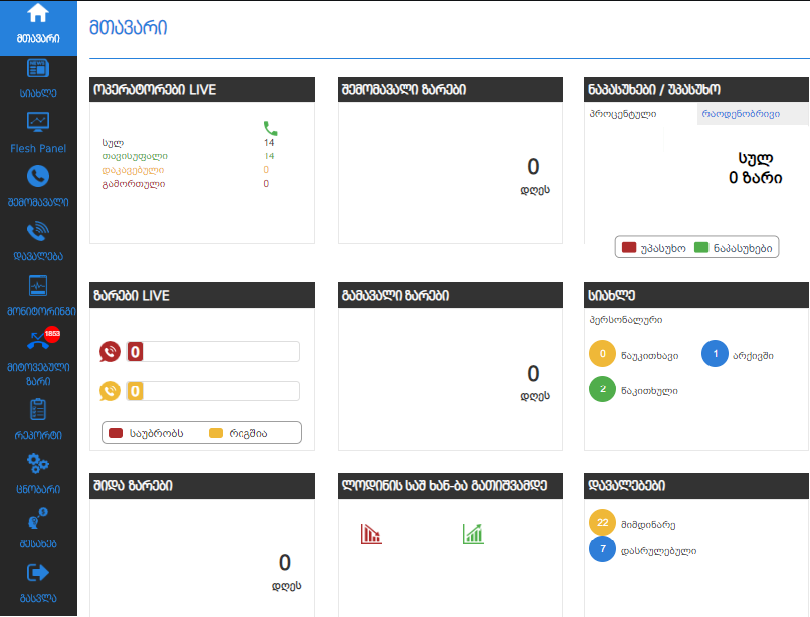 მთავარი
სიახლე
Flesh Panel
შემომავალი
დავალება
მონიტორინგი
1853
მიტოვებული
ზარი
რეპორტი
ცნობარი
შესახებ
გასვლა
მთავარი
ოპერატორები LIVE
სულ 14
თავისუფალი 14
დაკავებული 0
გამორთული 0
შემომავალი ზარები
0
დღეს
ნაპასუხები / უპასუხო
პროცენტული რაოდენობრივი
სულ
0 ზარი
უპასუხო ნაპასუხები
ზარები LIVE
0
0
საუბრობს რიგშია
გამავალი ზარები
0
დღეს
სიახლე
პერსონალური
0 წაუკითხავი 1 არქივში
2 წაკითხული
შიდა ზარები
0
დღეს
ლოდინის საშ ხან-ბა გათიშვამდე
დავალებები
22 მიმდინარე
7 დასრულებული